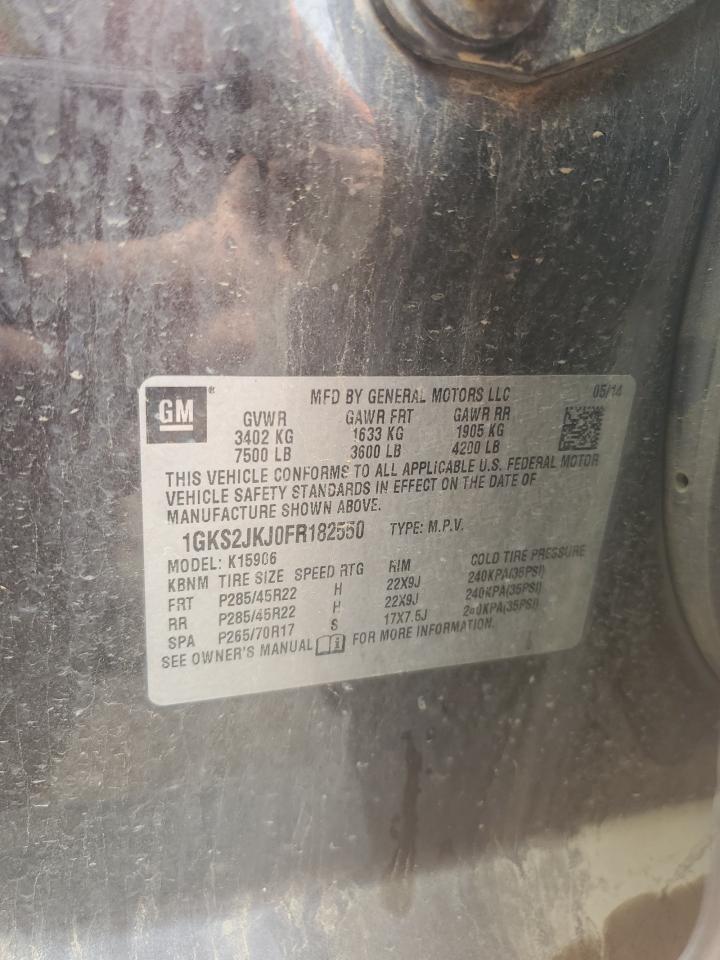 GM ®
MFD BY GENERAL MOTORS LLC 05/14
GVWR GAWR FRT GAWR RR
3402 KG 1633 KG 1905 KG
7500 LB 3600 LB 4200 LB
THIS VEHICLE CONFORMS TO ALL APPLICABLE U.S. FEDERAL MOTOR
VEHICLE SAFETY STANDARDS IN EFFECT ON THE DATE OF
MANUFACTURE SHOWN ABOVE.
1GKS2JKJ0FR182550 TYPE: M.P.V.
MODEL: K15906
KBNM TIRE SIZE SPEED RTG RIM COLD TIRE PRESSURE
FRT P285/45R22 H 22X9J 240KPA(35PSI)
RR P285/45R22 H 22X9J 240KPA(35PSI)
SPA P265/70R17 S 17X7.5J 240KPA(35PSI)
SEE OWNER'S MANUAL FOR MORE INFORMATION.